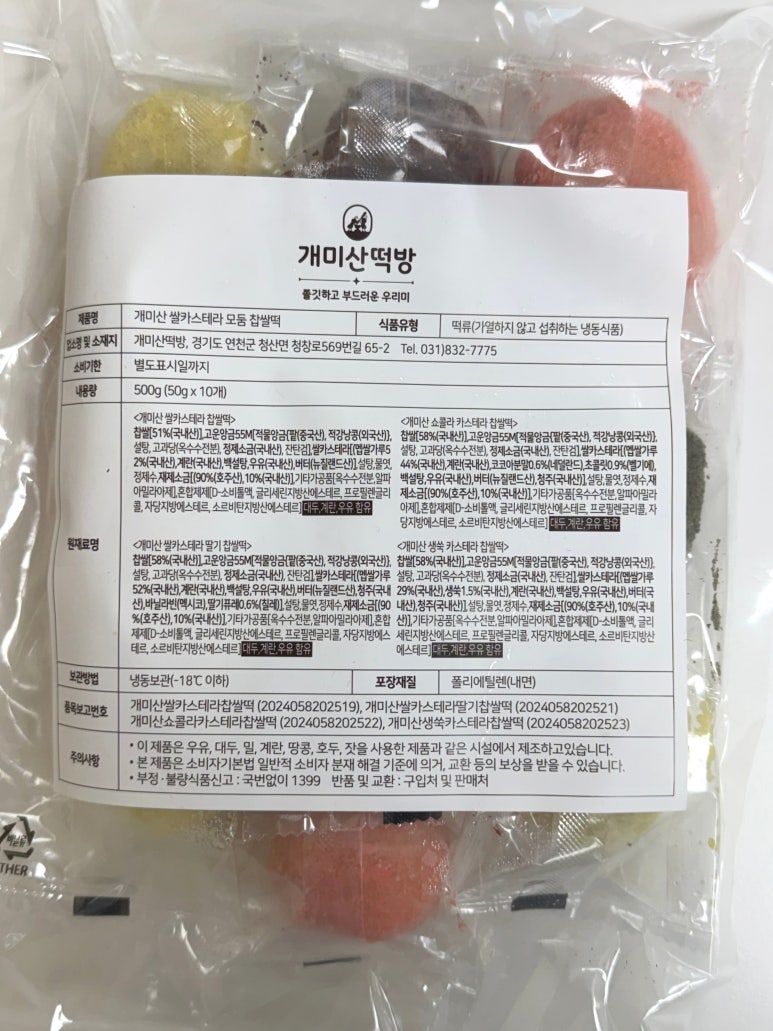 개미산떡방
쫄깃하고 부드러운 우리미
제품명 개미산 쌀카스테라 모둠 찹쌀떡 식품유형 떡류(가열하지 않고 섭취하는 냉동식품)
업소명 및 소재지 개미산떡방, 경기도 연천군 청산면 청창로569번길 65-2 Tel. 031)832-7775
소비기한 별도표시일까지
내용량 500g (50g x 10개)
원재료명
<개미산 쌀카스테라 찹쌀떡>
찹쌀[51%(국내산)],고운앙금55M[적물앙금{팥(중국산), 적강낭콩(외국산)},
설탕, 고과당(옥수수전분), 정제소금(국내산), 잔탄검],쌀카스테라[(멥쌀가루5
2%(국내산),계란(국내산),백설탕,우유(국내산),버터(뉴질랜드산)],설탕,물엿,
정제수,재제소금[(90%(호주산),10%(국내산)],기타가공품[옥수수전분,알파아
밀라아제],혼합제제[D-소비톨액, 글리세린지방산에스테르, 프로필렌글리
콜, 자당지방에스테르, 소르비탄지방산에스테르] 대두,계란,우유 함유
<개미산 쇼콜라 카스테라 찹쌀떡>
찹쌀[58%(국내산)],고운앙금55M[적물앙금{팥(중국산), 적강낭콩(외국산)},
설탕, 고과당(옥수수전분), 정제소금(국내산), 잔탄검],쌀카스테라[(멥쌀가루
44%(국내산),계란(국내산),코코아분말0.6%(네덜란드),초콜릿0.9%(벨기에),
백설탕,우유(국내산),버터(뉴질랜드산)],설탕,물엿,정제수,재
제소금[(90%(호주산),10%(국내산)],기타가공품[옥수수전분,알파아밀라
아제],혼합제제[D-소비톨액, 글리세린지방산에스테르, 프로필렌글리콜, 자
당지방에스테르, 소르비탄지방산에스테르] 대두,계란,우유 함유
<개미산 쌀카스테라 딸기 찹쌀떡>
찹쌀[58%(국내산)],고운앙금55M[적물앙금{팥(중국산), 적강낭콩(외국산)},
설탕, 고과당(옥수수전분), 정제소금(국내산), 잔탄검],쌀카스테라[(멥쌀가루
52%(국내산),계란(국내산),백설탕,우유(국내산),버터(뉴질랜드산),청주(국내
산),바닐라빈(멕시코),딸기퓨레0.6%(칠레)],설탕,물엿,정제수,재제소금[(90
%(호주산),10%(국내산)],기타가공품[옥수수전분,알파아밀라아제],혼합
제제[D-소비톨액, 글리세린지방산에스테르, 프로필렌글리콜, 자당지방에스
테르, 소르비탄지방산에스테르] 대두,계란,우유 함유
<개미산 생쑥 카스테라 찹쌀떡>
찹쌀[58%(국내산)],고운앙금55M[적물앙금{팥(중국산), 적강낭콩(외국산)},
설탕, 고과당(옥수수전분), 정제소금(국내산), 잔탄검],쌀카스테라[(멥쌀가루
29%(국내산),생쑥1.5%(국내산),계란(국내산),백설탕,우유(국내산),버터(국
내산),청주(국내산)],설탕,물엿,정제수,재제소금[(90%(호주산),10%(국내
산)],기타가공품[옥수수전분,알파아밀라아제],혼합제제[D-소비톨액, 글리
세린지방산에스테르, 프로필렌글리콜, 자당지방에스테르, 소르비탄지방산에
스테르] 대두,계란,우유 함유
보관방법 냉동보관(-18℃ 이하) 포장재질 폴리에틸렌(내면)
품목보고번호 개미산쌀카스테라찹쌀떡 (2024058202519), 개미산쌀카스테라딸기찹쌀떡 (2024058202521)
개미산쇼콜라카스테라찹쌀떡 (2024058202522), 개미산생쑥카스테라찹쌀떡 (2024058202523)
주의사항 • 이 제품은 우유, 대두, 밀, 계란, 땅콩, 호두, 잣을 사용한 제품과 같은 시설에서 제조하고있습니다.
• 본 제품은 소비자기본법 일반적 소비자 분쟁 해결 기준에 의거, 교환 등의 보상을 받을 수 있습니다.
• 부정·불량식품신고 : 국번없이 1399 반품 및 교환 : 구입처 및 판매처
THER